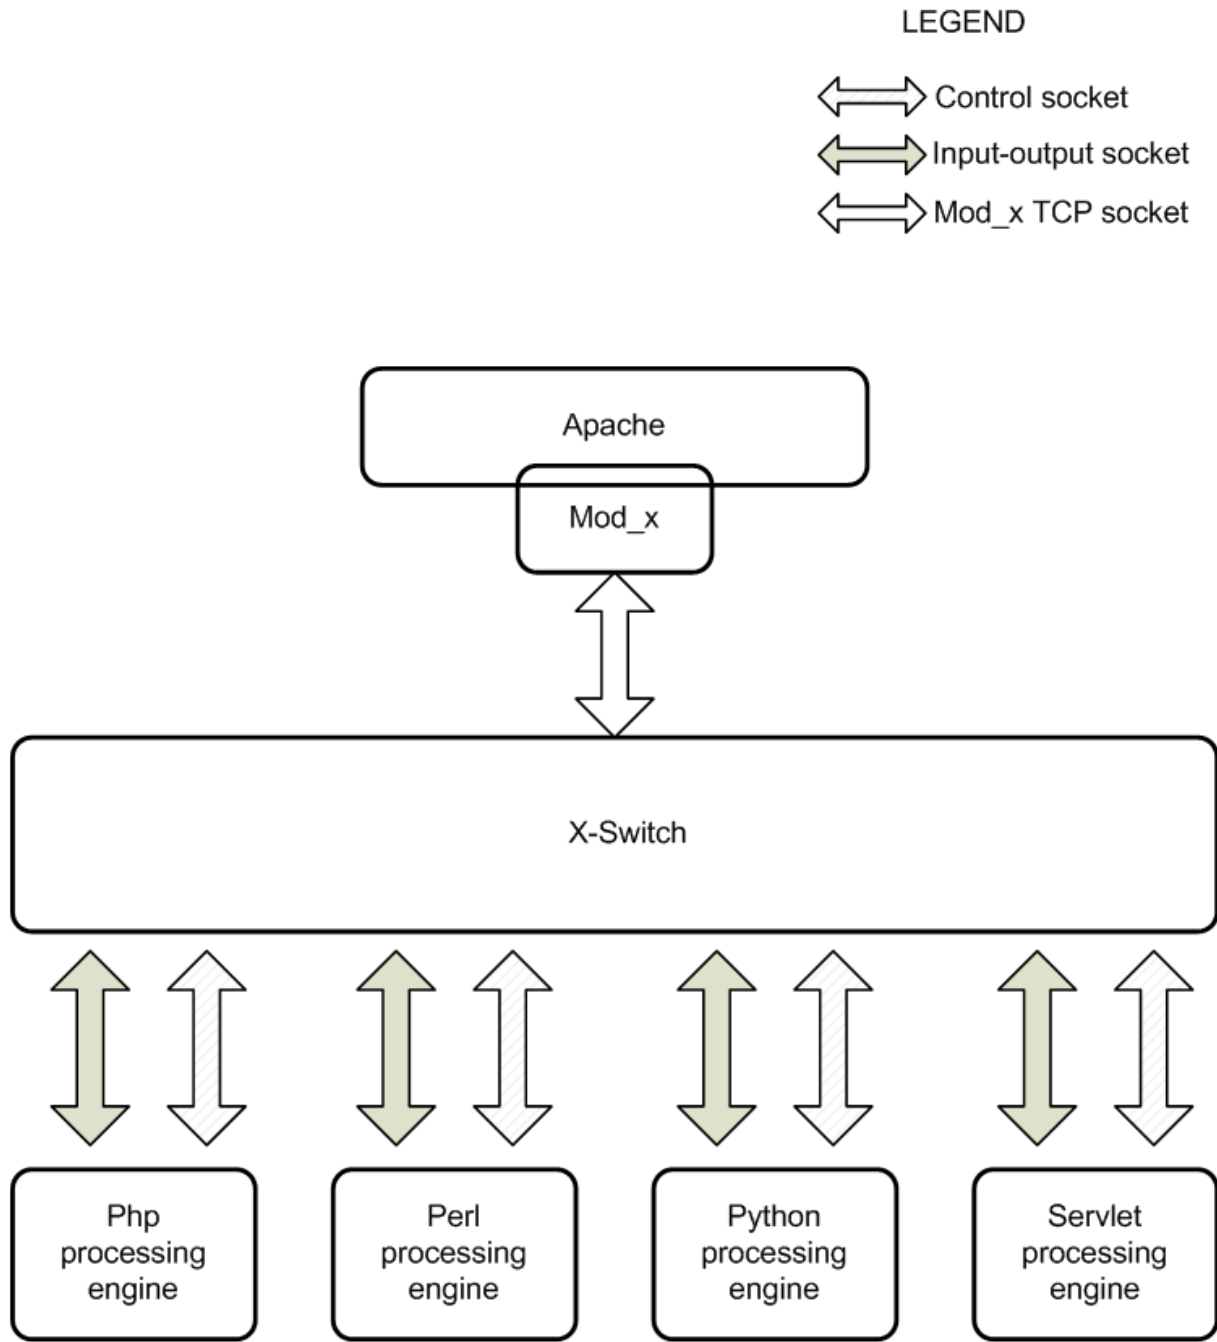 LEGEND
Control socket
Input-output socket
Mod_x TCP socket
Apache
Mod_x
X-Switch
Php
processing
engine
Perl
processing
engine
Python
processing
engine
Servlet
processing
engine